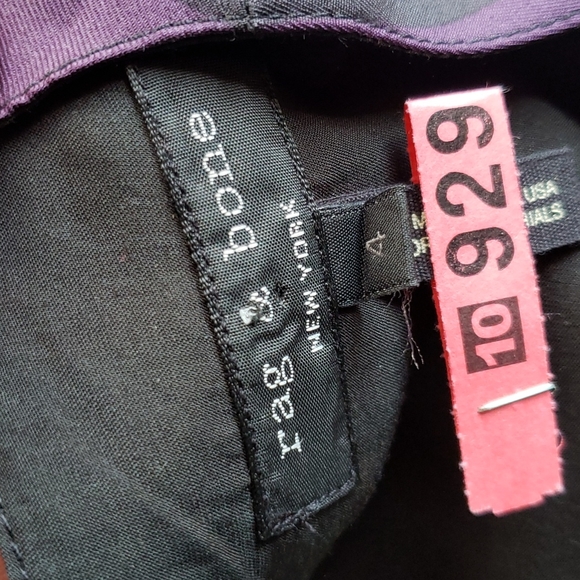 rag & bone
NEW YORK
4
USA
10 929